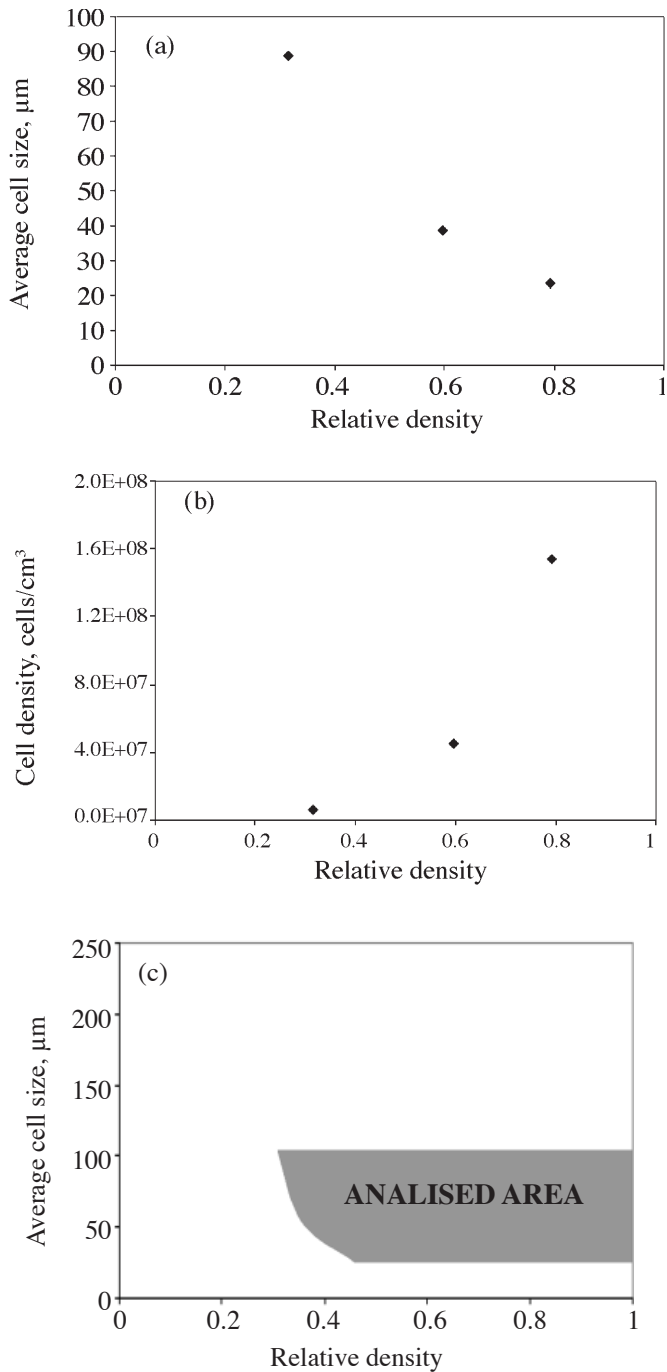 100
(a)
90
80
70
60
50
40
30
20
10
0
0 0.2 0.4 0.6 0.8 1
Average cell size, μm
Relative density
2.0E+08
(b)
1.6E+08
1.2E+08
8.0E+07
4.0E+07
0.0E+07
0 0.2 0.4 0.6 0.8 1
Cell density, cells/cm³
Relative density
250
(c)
200
150
100
ANALISED AREA
50
0
0 0.2 0.4 0.6 0.8 1
Average cell size, μm
Relative density